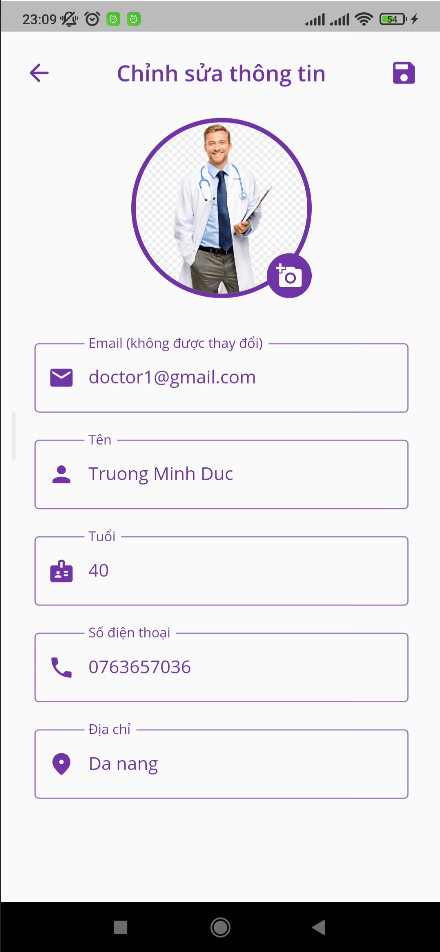 23:09
54
Chỉnh sửa thông tin
Email (không được thay đổi)
doctor1@gmail.com
Tên
Truong Minh Duc
Tuổi
40
Số điện thoại
0763657036
Địa chỉ
Da nang